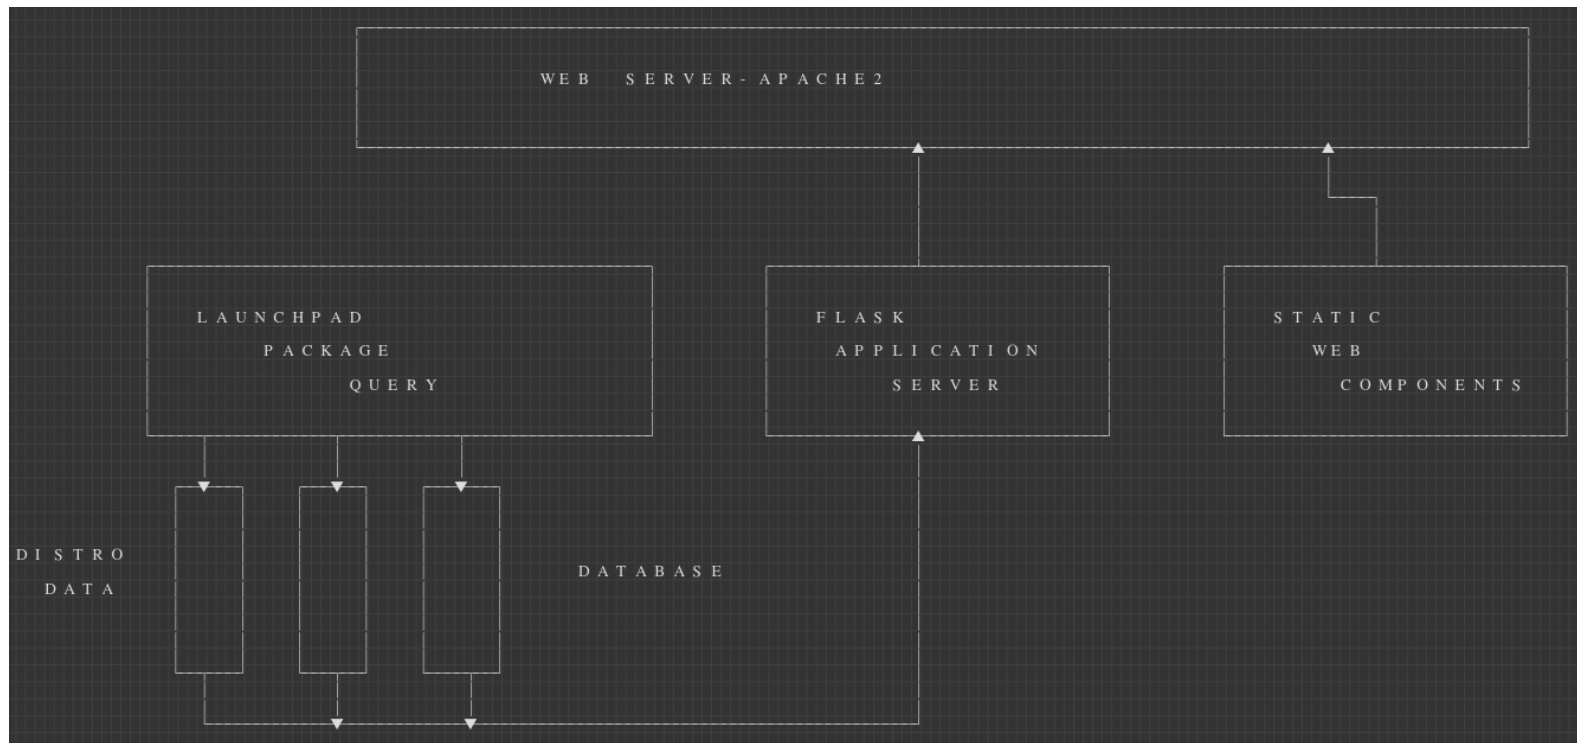 WEB SERVER-APACHE2
LAUNCHPAD
PACKAGE
QUERY
FLASK
APPLICATION
SERVER
STATIC
WEB
COMPONENTS
DISTRO
DATA
DATABASE